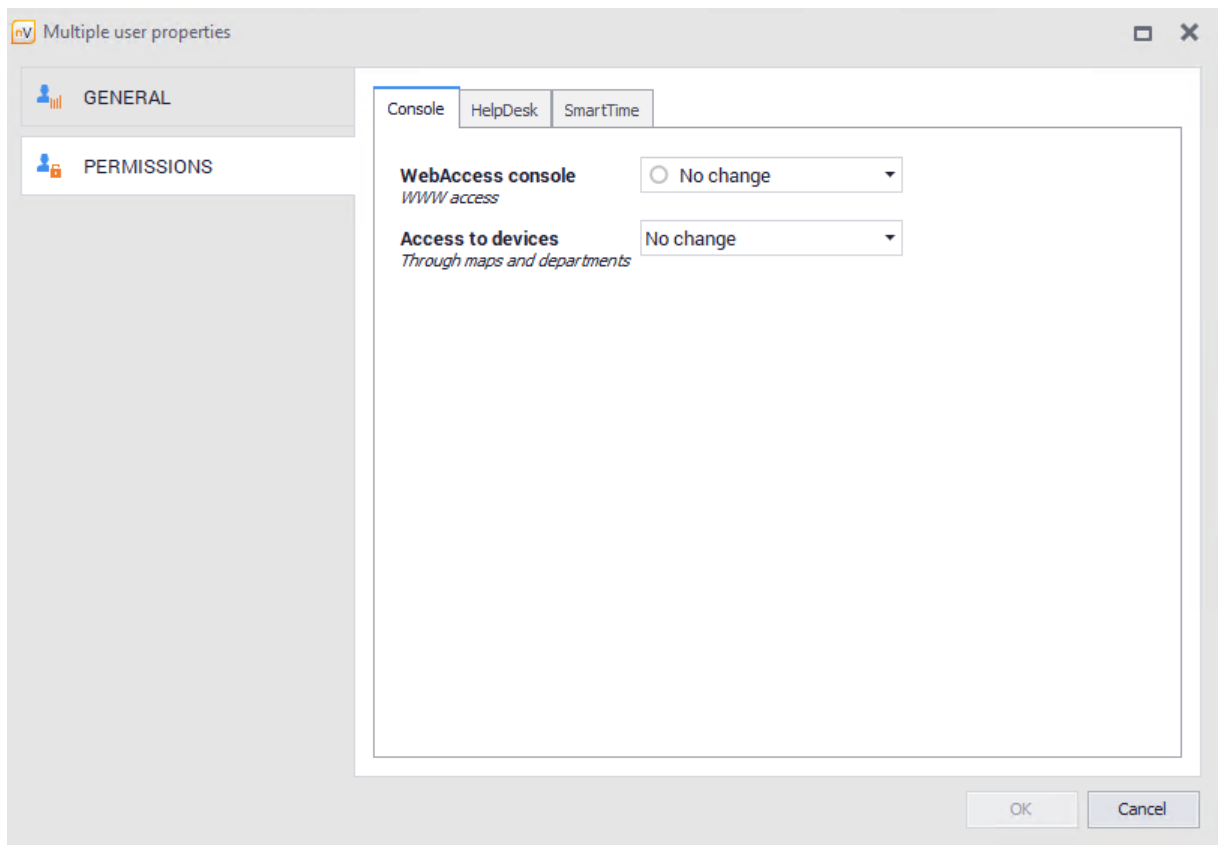 nV Multiple user properties
GENERAL
PERMISSIONS
Console HelpDesk SmartTime
WebAccess console No change
WWW access
Access to devices No change
Through maps and departments
OK Cancel